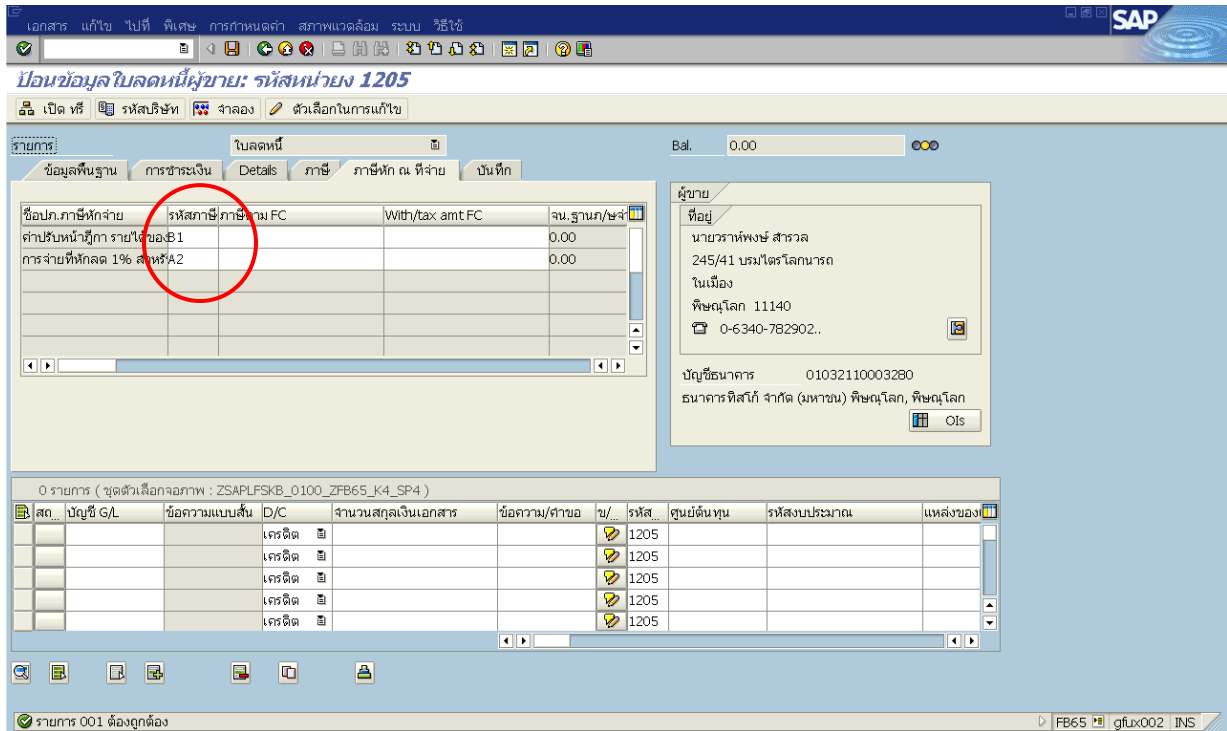 เอกสาร แก้ไข ไปที่ พิเศษ การกำหนดค่า สภาพแวดล้อม ระบบ วิธีใช้
SAP
ป้อนข้อมูลใบลดหนี้ผู้ขาย: รหัสหน่วยง 1205
เปิด ทรี รหัสบริษัท จำลอง ตัวเลือกในการแก้ไข
รายการ ใบลดหนี้ Bal. 0.00
ข้อมูลพื้นฐาน การชำระเงิน Details ภาษี ภาษีหัก ณ ที่จ่าย บันทึก
ผู้ขาย
ชื่อปภ.ภาษีหักจ่าย รหัสภาษี ภาษีตาม FC With/tax amt FC จน.ฐานภ/ษจ่า
ที่อยู่
ค่าปรับหน้าฎีกา รายได้ของ B1 0.00
นายวราห์พงษ์ สำรวล
การจ่ายที่หักลด 1% สำหรั A2 0.00
245/41 บรมไตรโลกนารถ
ในเมือง
พิษณุโลก 11140
0-6340-782902..
บัญชีธนาคาร 01032110003280
ธนาคารทิสโก้ จำกัด (มหาชน) พิษณุโลก, พิษณุโลก
OIs
0 รายการ ( ชุดตัวเลือกจอภาพ : ZSAPLFSKB_0100_ZFB65_K4_SP4 )
สถ_ บัญชี G/L ข้อความแบบสั้น D/C จำนวนสกุลเงินเอกสาร ข้อความ/คำขอ ข/_ รหัส_ ศูนย์ต้นทุน รหัสงบประมาณ แหล่งของเ
เครดิต 1205
เครดิต 1205
เครดิต 1205
เครดิต 1205
เครดิต 1205
รายการ 001 ต้องถูกต้อง FB65 gfux002 INS